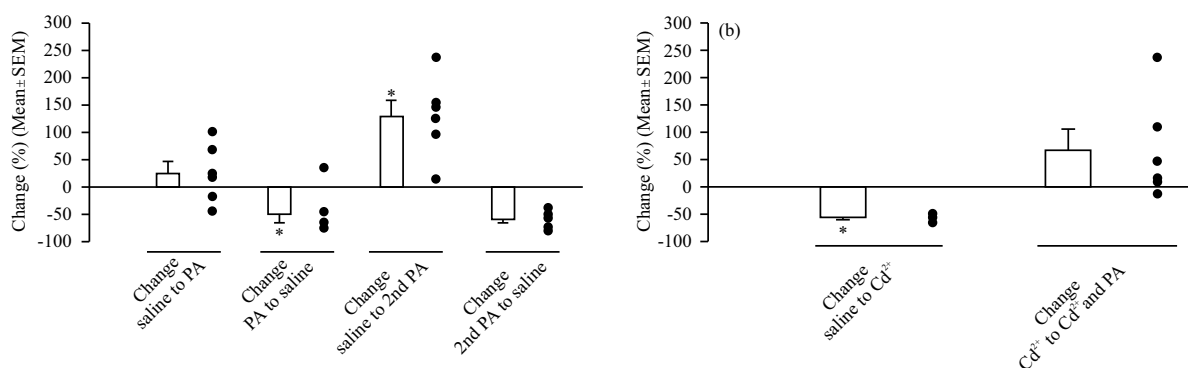 300
250
200
150
100
50
0
-50
-100
Change (%) (Mean± SEM)
*
*
Change
saline to PA
Change
PA to saline
Change
saline to 2nd PA
Change
2nd PA to saline
(b)
300
250
200
150
100
50
0
-50
-100
Change (%) (Mean± SEM)
*
Change
saline to Cd²⁺
Change
Cd²⁺ to Cd²⁺ and PA